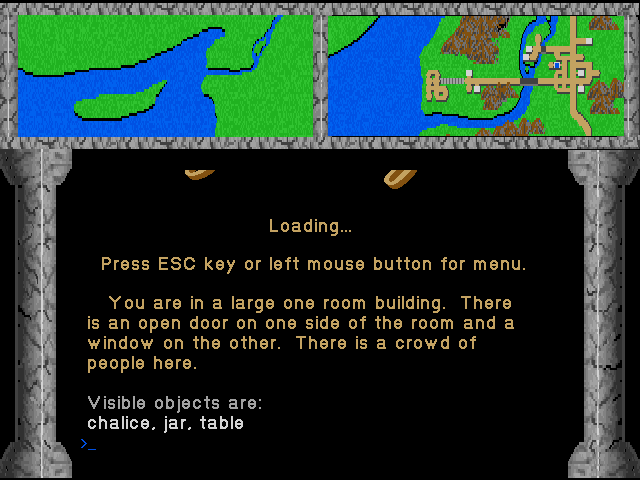 Loading...
Press ESC key or left mouse button for menu.
You are in a large one room building. There
is an open door on one side of the room and a
window on the other. There is a crowd of
people here.
Visible objects are:
chalice, jar, table
>_